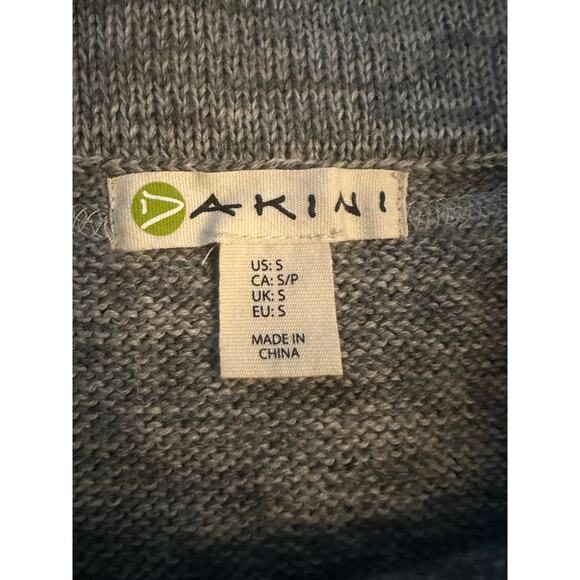 DAKINI
US: S
CA: S/P
UK: S
EU: S
MADE IN
CHINA